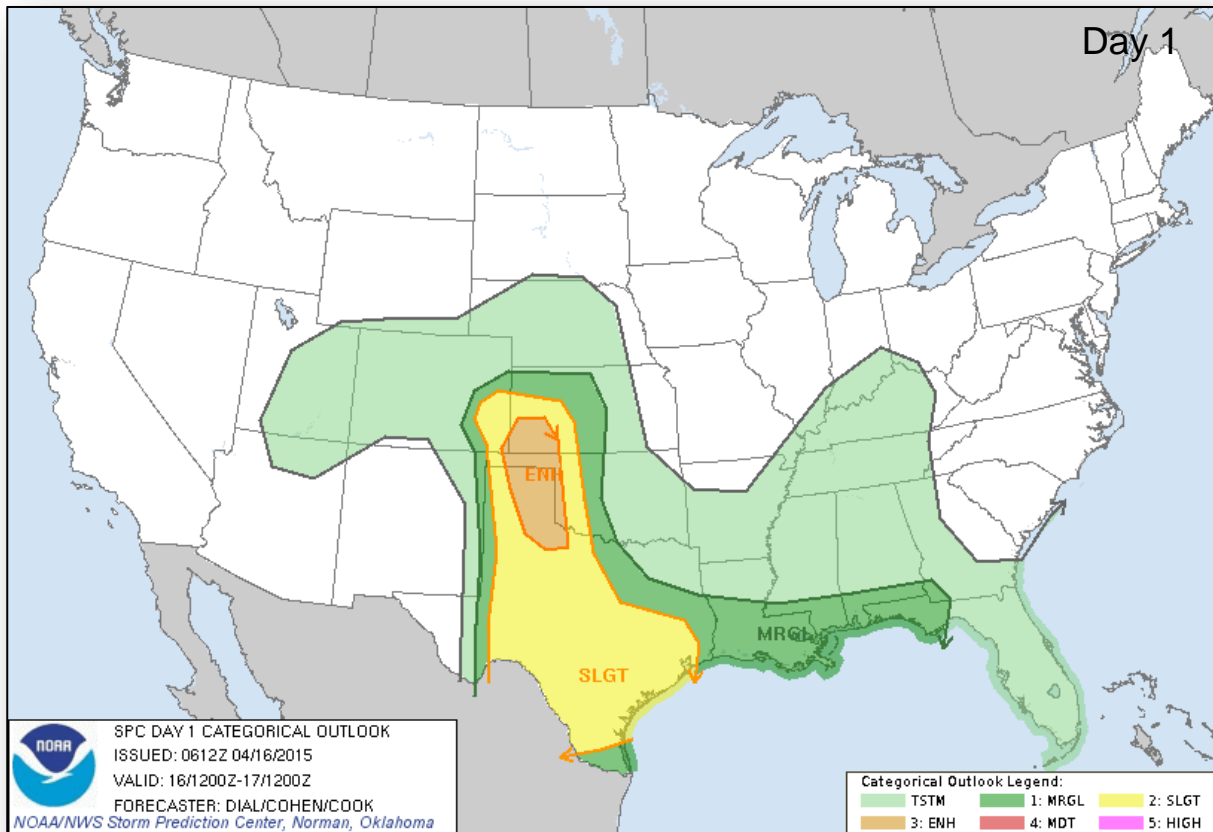 Day 1
ENH
MRGL
SLGT
NOAA
SPC DAY 1 CATEGORICAL OUTLOOK
ISSUED: 0612Z 04/16/2015
VALID: 16/1200Z-17/1200Z
FORECASTER: DIAL/COHEN/COOK
NOAA/NWS Storm Prediction Center, Norman, Oklahoma
Categorical Outlook Legend:
TSTM 1: MRGL 2: SLGT
3: ENH 4: MDT 5: HIGH